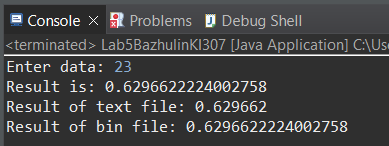 Console Problems Debug Shell
<terminated> Lab5BazhulinKI307 [Java Application] C:\Use
Enter data: 23
Result is: 0.6296622224002758
Result of text file: 0.629662
Result of bin file: 0.6296622224002758